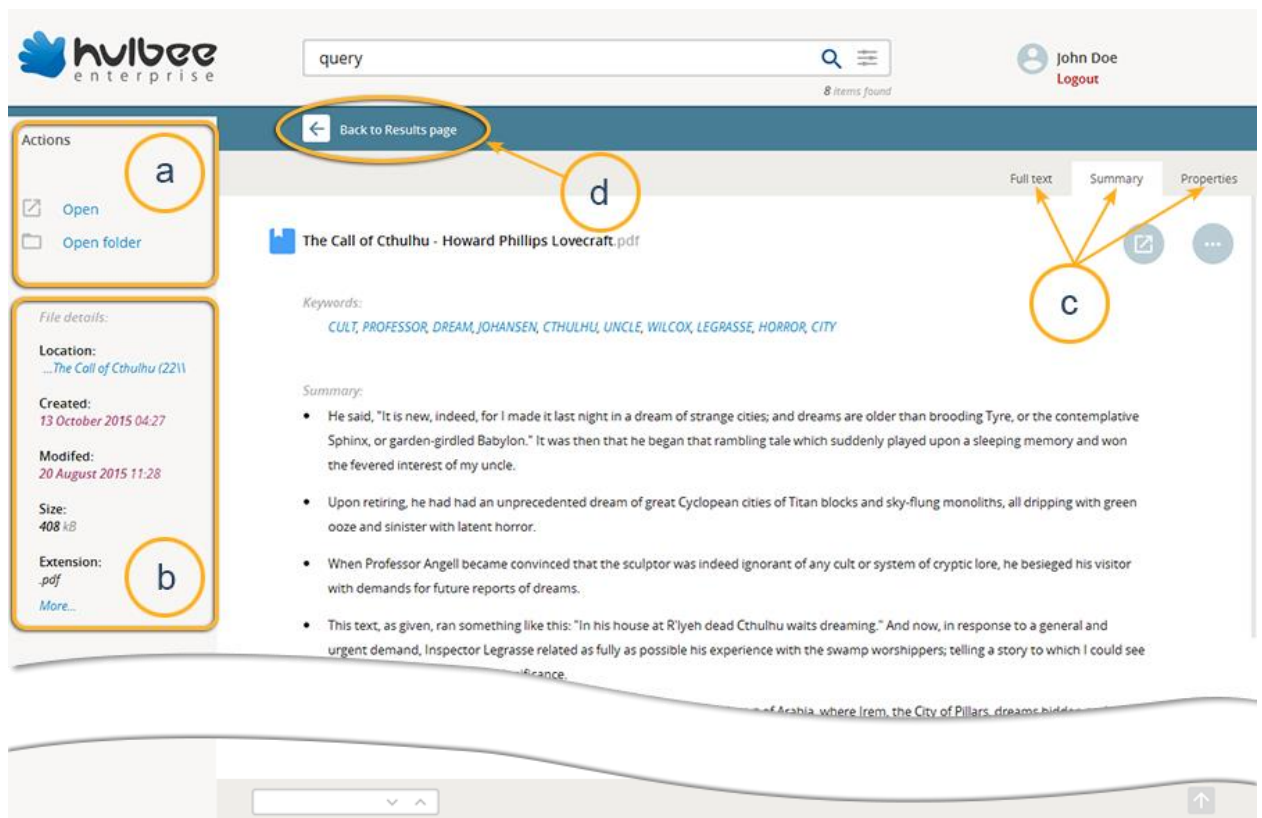 hulbee
enterprise
query
8 items found
John Doe
Logout
Back to Results page
Actions
a
Open
Open folder
d
Full text
Summary
Properties
The Call of Cthulhu - Howard Phillips Lovecraft.pdf
c
Keywords:
CULT, PROFESSOR, DREAM, JOHANSEN, CTHULHU, UNCLE, WILCOX, LEGRASSE, HORROR, CITY
File details:
Location:
...The Call of Cthulhu (22\\
Created:
13 October 2015 04:27
Modifed:
20 August 2015 11:28
Size:
408 kB
Extension:
.pdf
More...
b
Summary:
• He said, "It is new, indeed, for I made it last night in a dream of strange cities; and dreams are older than brooding Tyre, or the contemplative
Sphinx, or garden-girdled Babylon." It was then that he began that rambling tale which suddenly played upon a sleeping memory and won
the fevered interest of my uncle.
• Upon retiring, he had had an unprecedented dream of great Cyclopean cities of Titan blocks and sky-flung monoliths, all dripping with green
ooze and sinister with latent horror.
• When Professor Angell became convinced that the sculptor was indeed ignorant of any cult or system of cryptic lore, he besieged his visitor
with demands for future reports of dreams.
• This text, as given, ran something like this: "In his house at R'lyeh dead Cthulhu waits dreaming." And now, in response to a general and
urgent demand, Inspector Legrasse related as fully as possible his experience with the swamp worshippers; telling a story to which I could see
of Arabia, where Irem, the City of Pillars, dreams